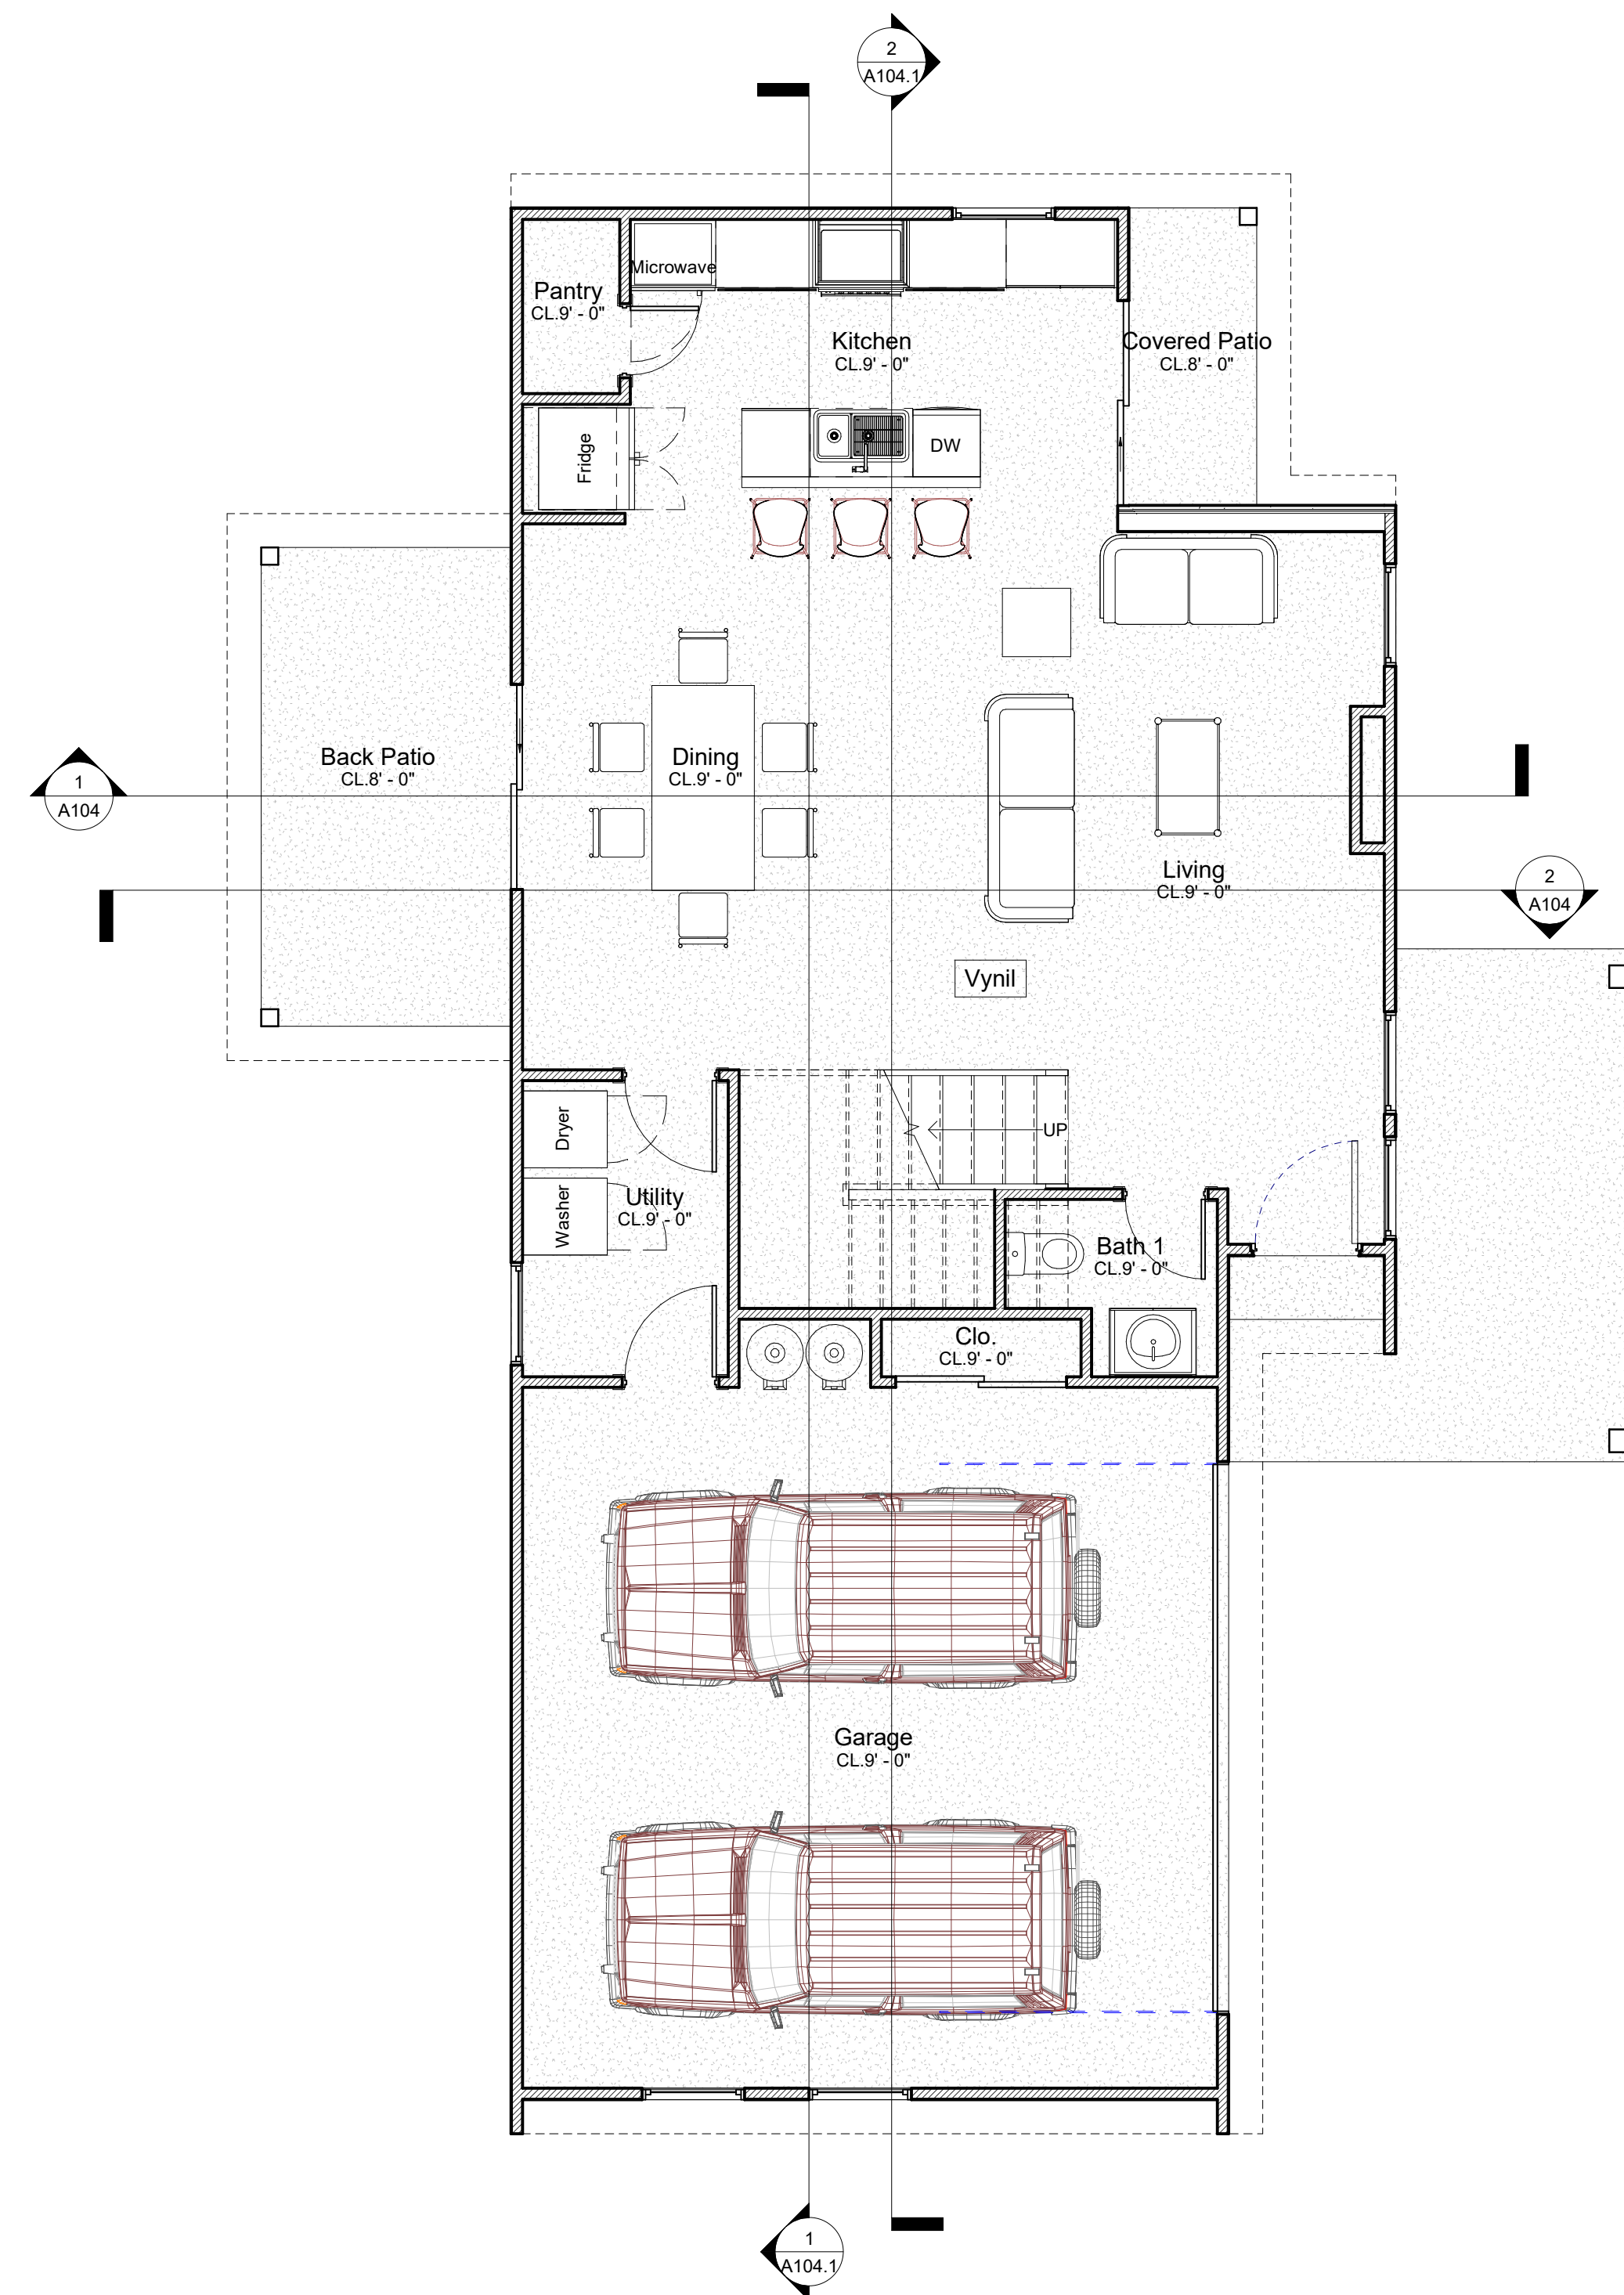 2
A104.1
Microwave
Pantry
CL.9' - 0"
Kitchen
CL.9' - 0"
Covered Patio
CL.8' - 0"
Fridge
DW
Back Patio
CL.8' - 0"
Dining
CL.9' - 0"
1
A104
Living
CL.9' - 0"
2
A104
Vynil
Dryer
UP
Washer
Utility
CL.9' - 0"
Bath 1
CL.9' - 0"
Clo.
CL.9' - 0"
Garage
CL.9' - 0"
1
A104.1